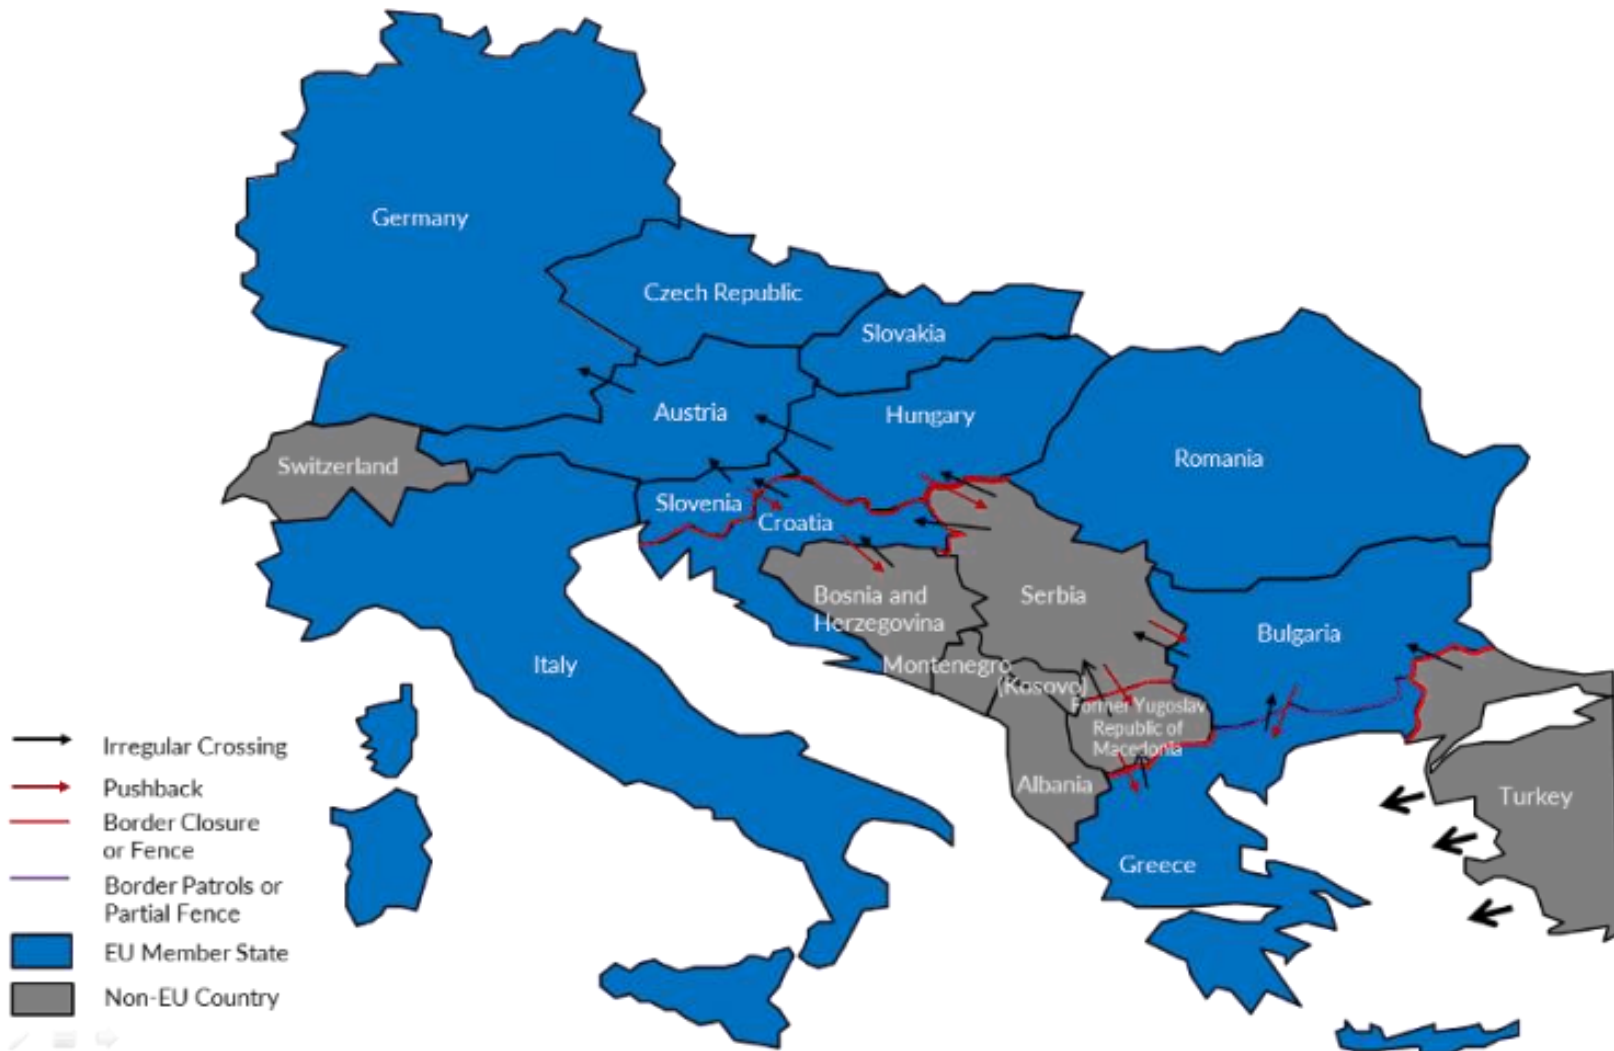 Germany
Czech Republic
Slovakia
Austria
Hungary
Switzerland
Romania
Slovenia
Croatia
Bosnia and
Herzegovina
Serbia
Bulgaria
Italy
Montenegro
(Kosovo)
Former Yugoslav
Republic of
Macedonia
Albania
Turkey
Greece
Irregular Crossing
Pushback
Border Closure
or Fence
Border Patrols or
Partial Fence
EU Member State
Non-EU Country